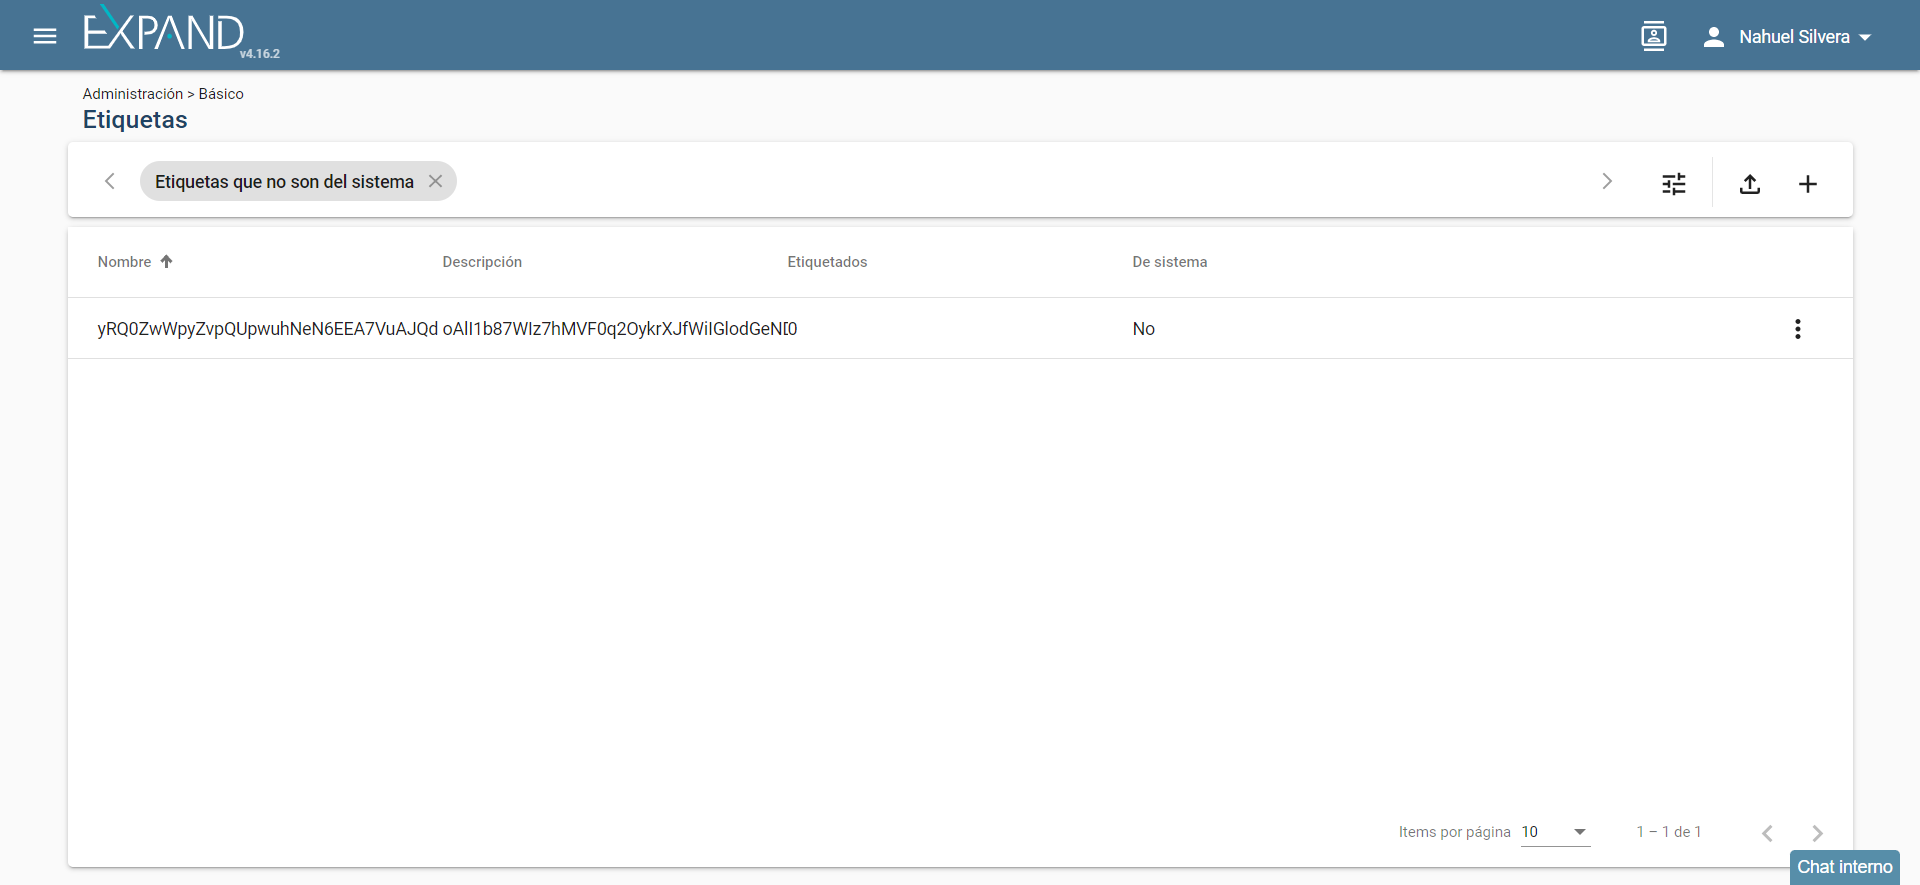 EXPAND
v4.16.2
Nahuel Silvera
Administración > Básico
Etiquetas
Etiquetas que no son del sistema
Nombre Descripción Etiquetados De sistema
yRQ0ZwWpyZvpQUpwuhNeN6EEA7VuAJQd 0 No
Items por página 10 1 – 1 de 1
Chat interno